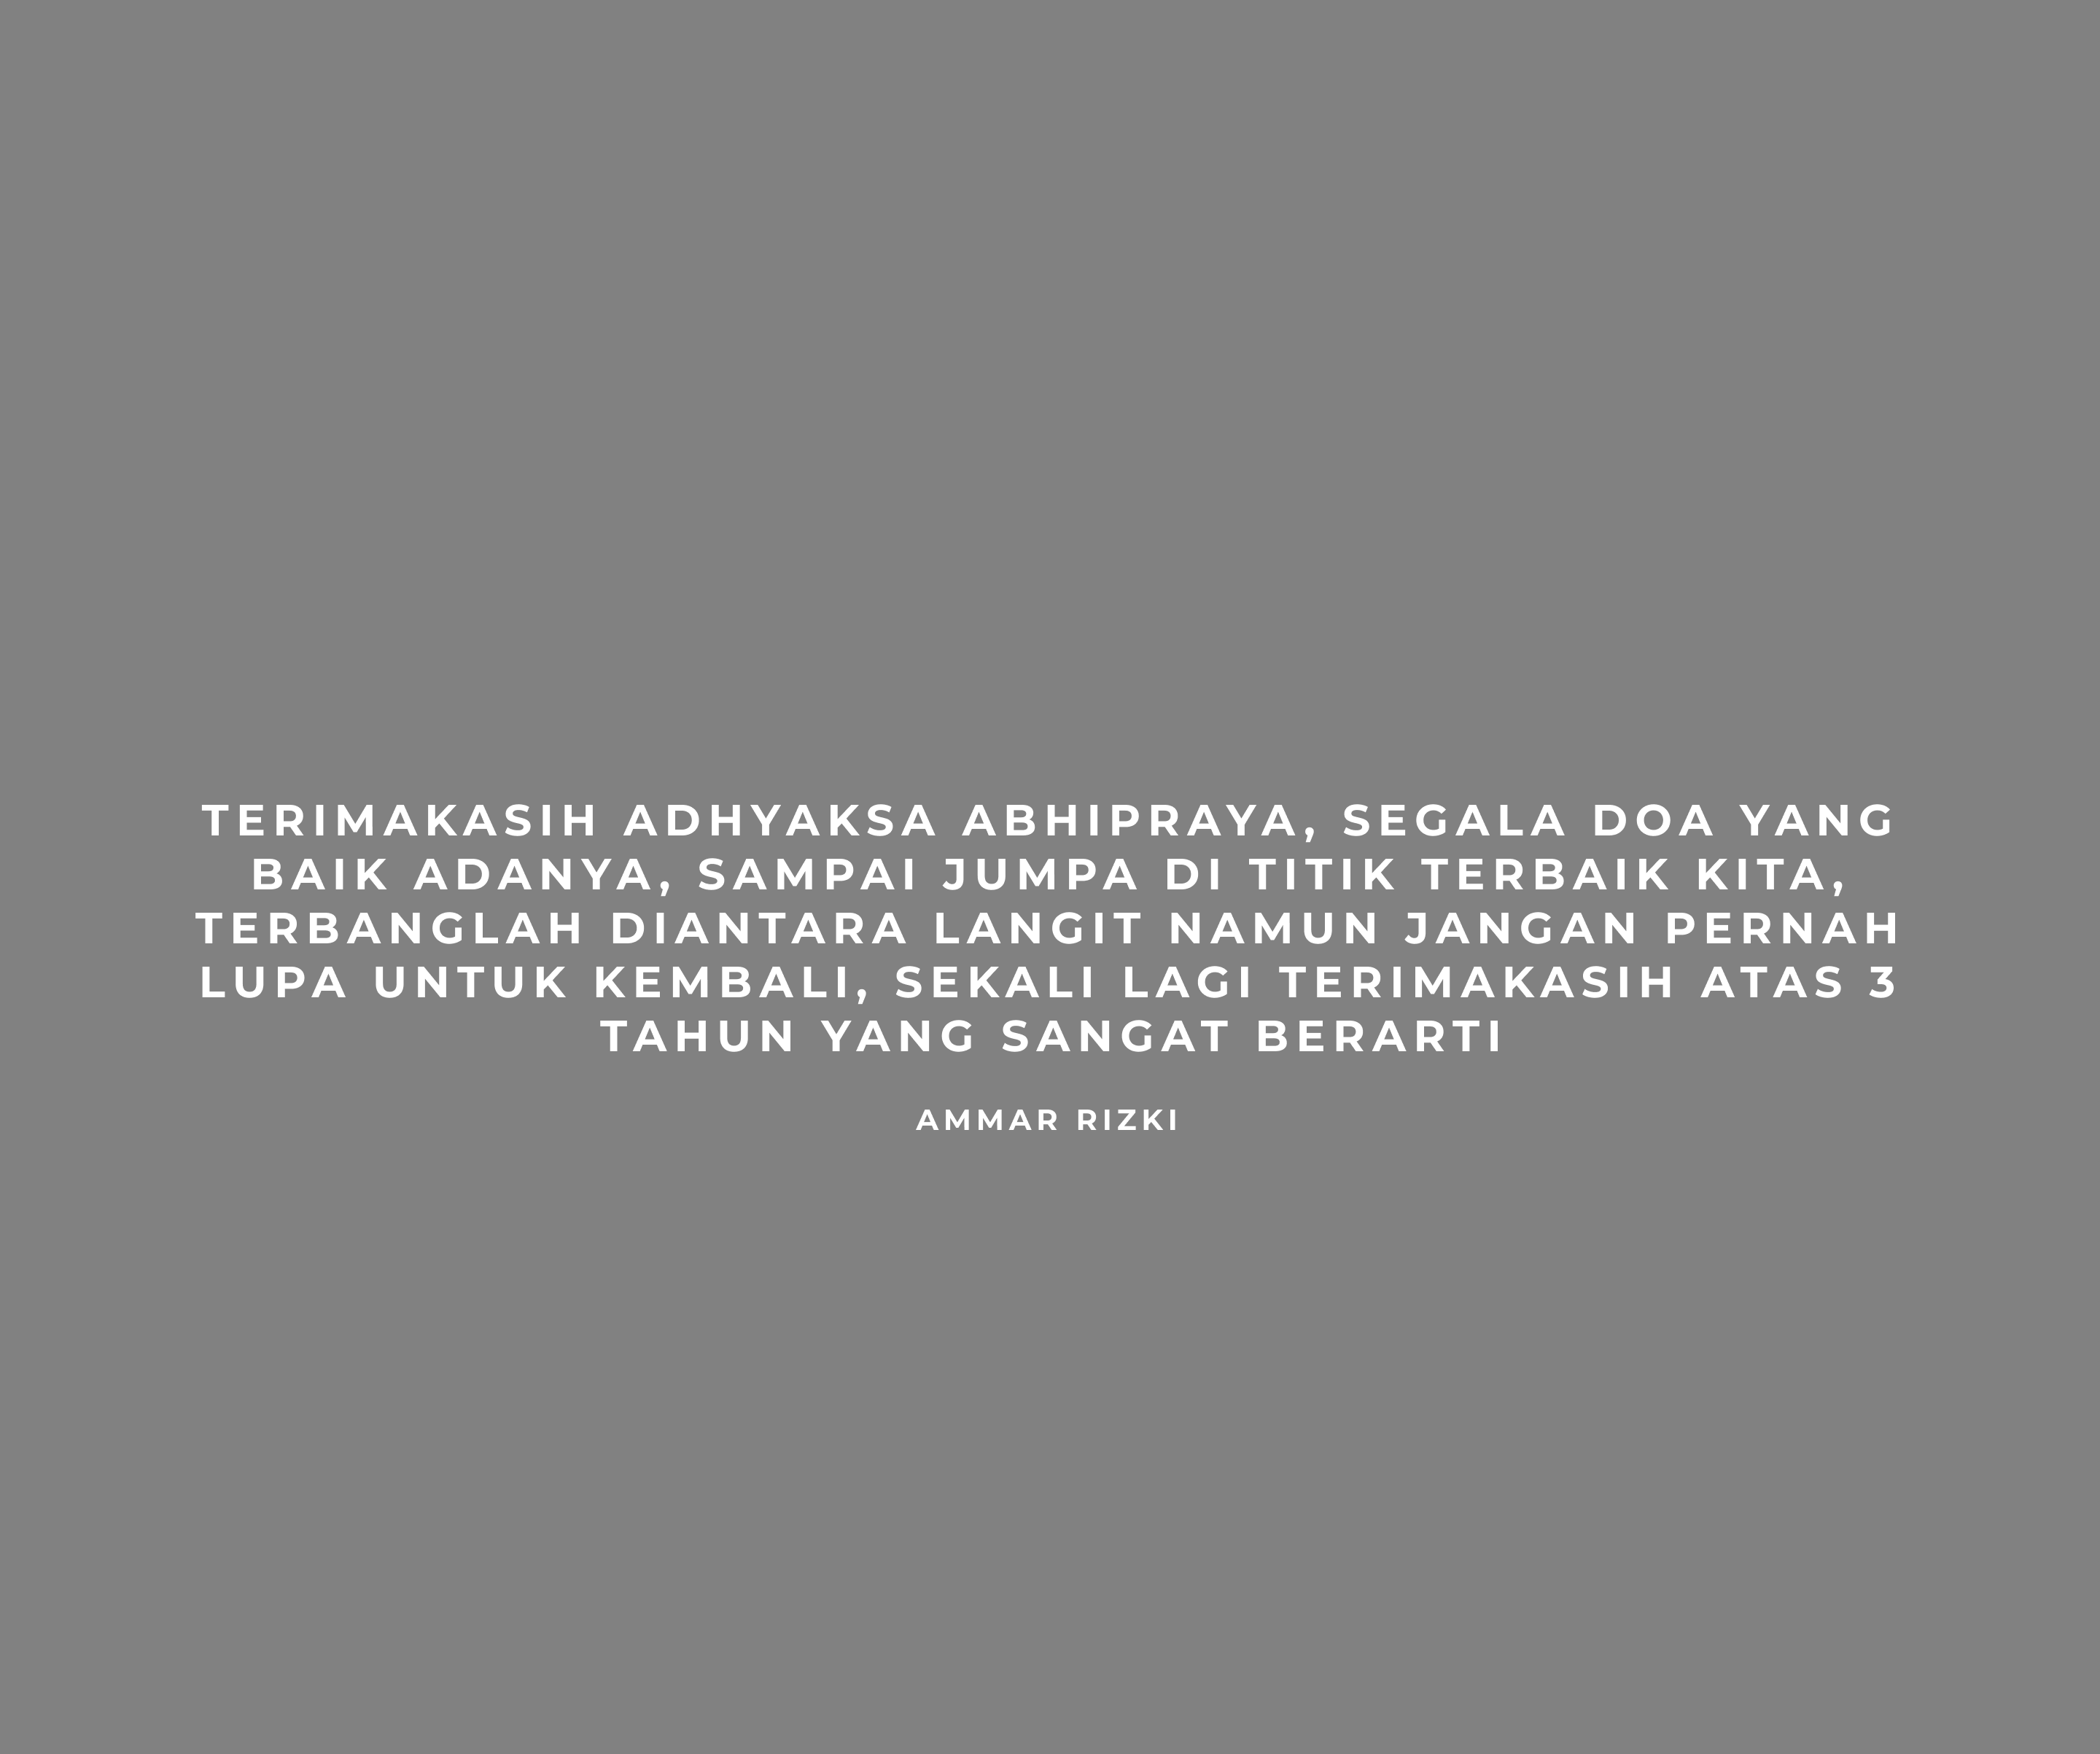 TERIMAKASIH ADHYAKSA ABHIPRAYA, SEGALA DOA YANG
BAIK ADANYA, SAMPAI JUMPA DI TITIK TERBAIK KITA,
TERBANGLAH DIANTARA LANGIT NAMUN JANGAN PERNAH
LUPA UNTUK KEMBALI, SEKALI LAGI TERIMAKASIH ATAS 3
TAHUN YANG SANGAT BERARTI
AMMAR RIZKI